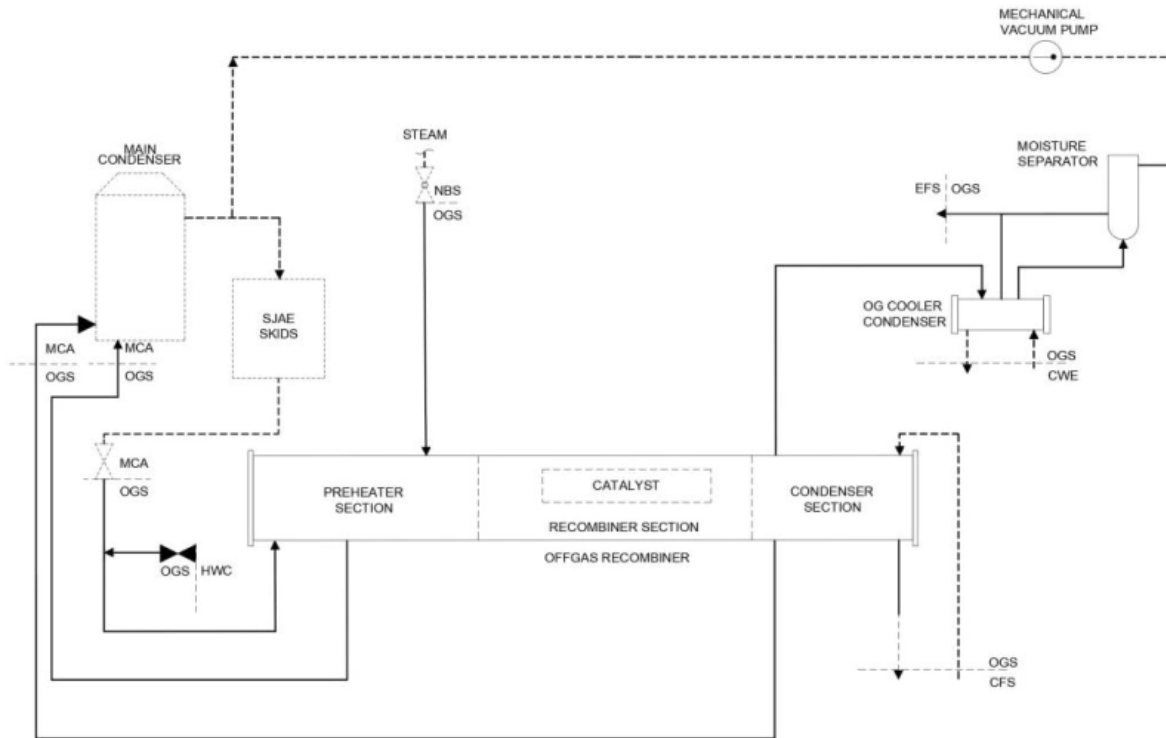 MECHANICAL
VACUUM PUMP
STEAM
MAIN
CONDENSER
MOISTURE
SEPARATOR
NBS
OGS
EFS
OGS
SJAE
SKIDS
OG COOLER
CONDENSER
MCA
OGS
MCA
OGS
OGS
CWE
MCA
OGS
PREHEATER
SECTION
CATALYST
CONDENSER
SECTION
RECOMBINER SECTION
OFFGAS RECOMBINER
OGS
HWC
OGS
CFS